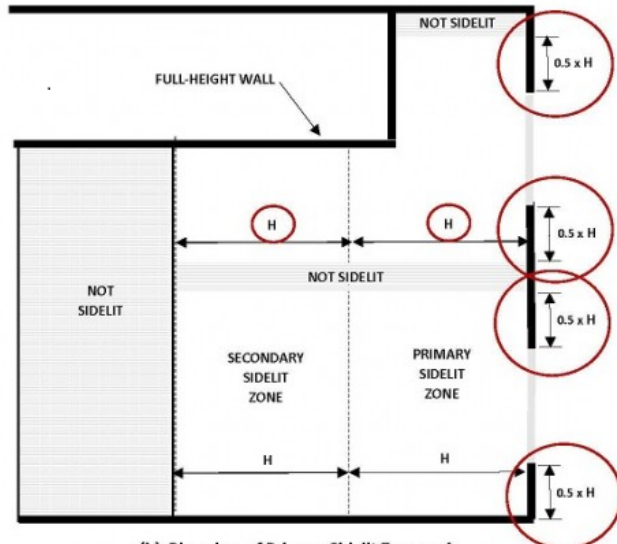 NOT SIDELIT
0.5 x H
FULL-HEIGHT WALL
H
H
0.5 x H
NOT SIDELIT
NOT
SIDELIT
0.5 x H
SECONDARY
SIDELIT
ZONE
PRIMARY
SIDELIT
ZONE
H
H
0.5 x H